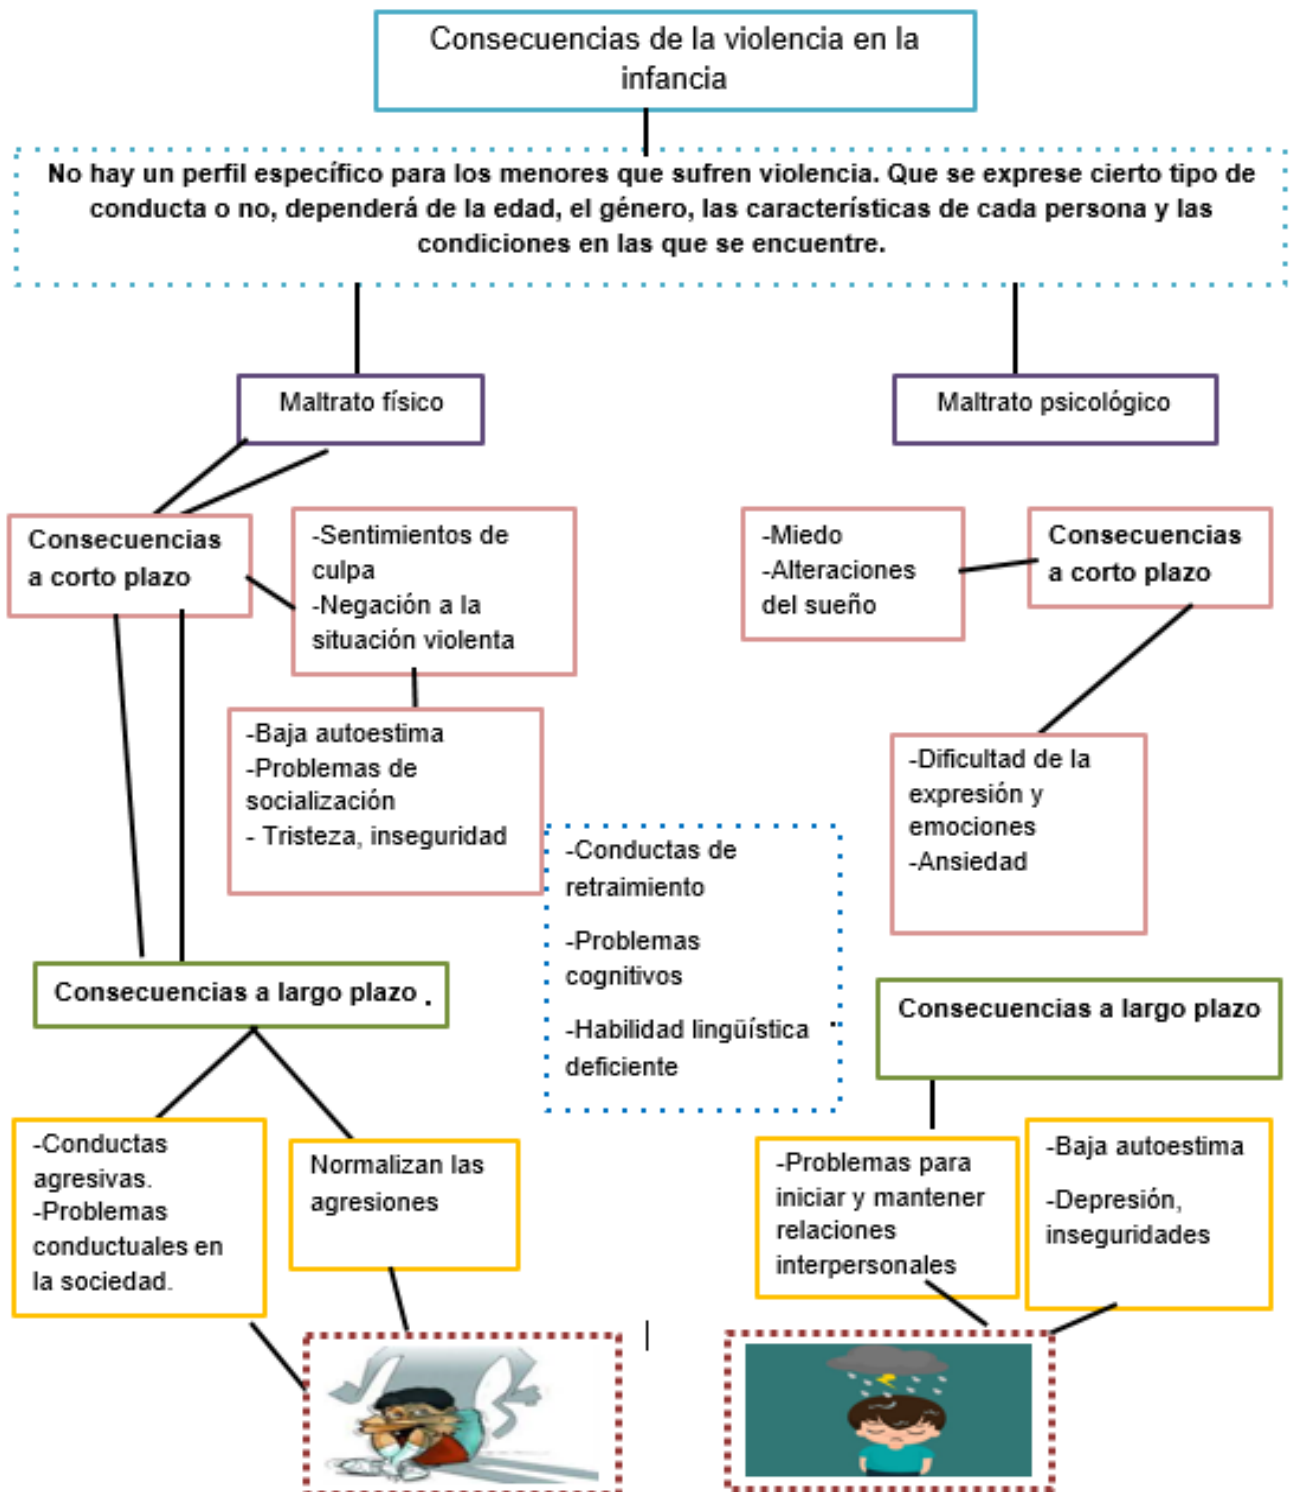 Consecuencias de la violencia en la
infancia
No hay un perfil específico para los menores que sufren violencia. Que se exprese cierto tipo de
conducta o no, dependerá de la edad, el género, las características de cada persona y las
condiciones en las que se encuentre.
Maltrato físico
Maltrato psicológico
Consecuencias
a corto plazo
-Sentimientos de
culpa
-Negación a la
situación violenta
-Miedo
-Alteraciones
del sueño
Consecuencias
a corto plazo
-Baja autoestima
-Problemas de
socialización
- Tristeza, inseguridad
-Dificultad de la
expresión y
emociones
-Ansiedad
-Conductas de
retraimiento
-Problemas
cognitivos
-Habilidad lingüística
deficiente
Consecuencias a largo plazo .
Consecuencias a largo plazo
-Conductas
agresivas.
-Problemas
conductuales en
la sociedad.
Normalizan las
agresiones
-Problemas para
iniciar y mantener
relaciones
interpersonales
-Baja autoestima
-Depresión,
inseguridades